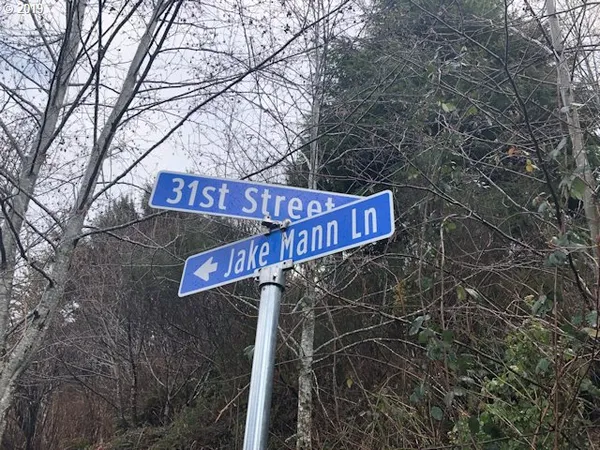 © 2019
31st Street
← Jake Mann Ln